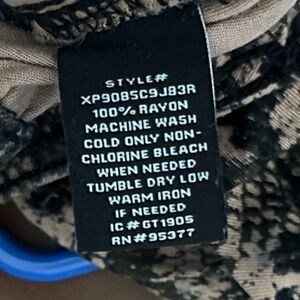 STYLE#
XP9085C9JB3R
100% RAYON
MACHINE WASH
COLD ONLY NON-
CHLORINE BLEACH
WHEN NEEDED
TUMBLE DRY LOW
WARM IRON
IF NEEDED
IC# GT1905
RN# 95377